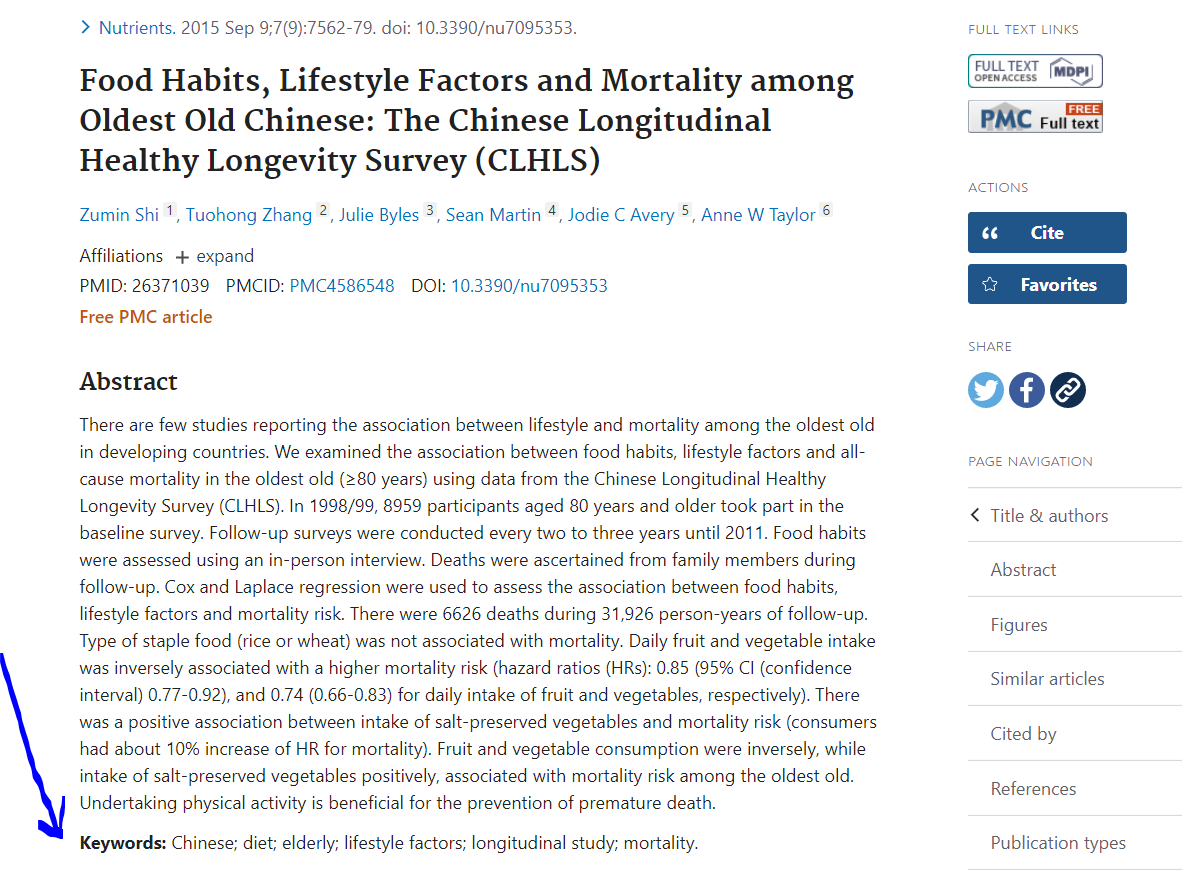 Nutrients. 2015 Sep 9;7(9):7562-79. doi: 10.3390/nu7095353.
Food Habits, Lifestyle Factors and Mortality among
Oldest Old Chinese: The Chinese Longitudinal
Healthy Longevity Survey (CLHLS)
Zumin Shi 1, Tuohong Zhang 2, Julie Byles 3, Sean Martin 4, Jodie C Avery 5, Anne W Taylor 6
Affiliations + expand
PMID: 26371039 PMCID: PMC4586548 DOI: 10.3390/nu7095353
Free PMC article
Abstract
There are few studies reporting the association between lifestyle and mortality among the oldest old
in developing countries. We examined the association between food habits, lifestyle factors and all-
cause mortality in the oldest old (≥80 years) using data from the Chinese Longitudinal Healthy
Longevity Survey (CLHLS). In 1998/99, 8959 participants aged 80 years and older took part in the
baseline survey. Follow-up surveys were conducted every two to three years until 2011. Food habits
were assessed using an in-person interview. Deaths were ascertained from family members during
follow-up. Cox and Laplace regression were used to assess the association between food habits,
lifestyle factors and mortality risk. There were 6626 deaths during 31,926 person-years of follow-up.
Type of staple food (rice or wheat) was not associated with mortality. Daily fruit and vegetable intake
was inversely associated with a higher mortality risk (hazard ratios (HRs): 0.85 (95% CI (confidence
interval) 0.77-0.92), and 0.74 (0.66-0.83) for daily intake of fruit and vegetables, respectively). There
was a positive association between intake of salt-preserved vegetables and mortality risk (consumers
had about 10% increase of HR for mortality). Fruit and vegetable consumption were inversely, while
intake of salt-preserved vegetables positively, associated with mortality risk among the oldest old.
Undertaking physical activity is beneficial for the prevention of premature death.
Keywords: Chinese; diet; elderly; lifestyle factors; longitudinal study; mortality.
FULL TEXT LINKS
FULL TEXT
OPEN ACCESS
MDPI
PMC
FREE
Full text
ACTIONS
Cite
Favorites
SHARE
PAGE NAVIGATION
Title & authors
Abstract
Figures
Similar articles
Cited by
References
Publication types